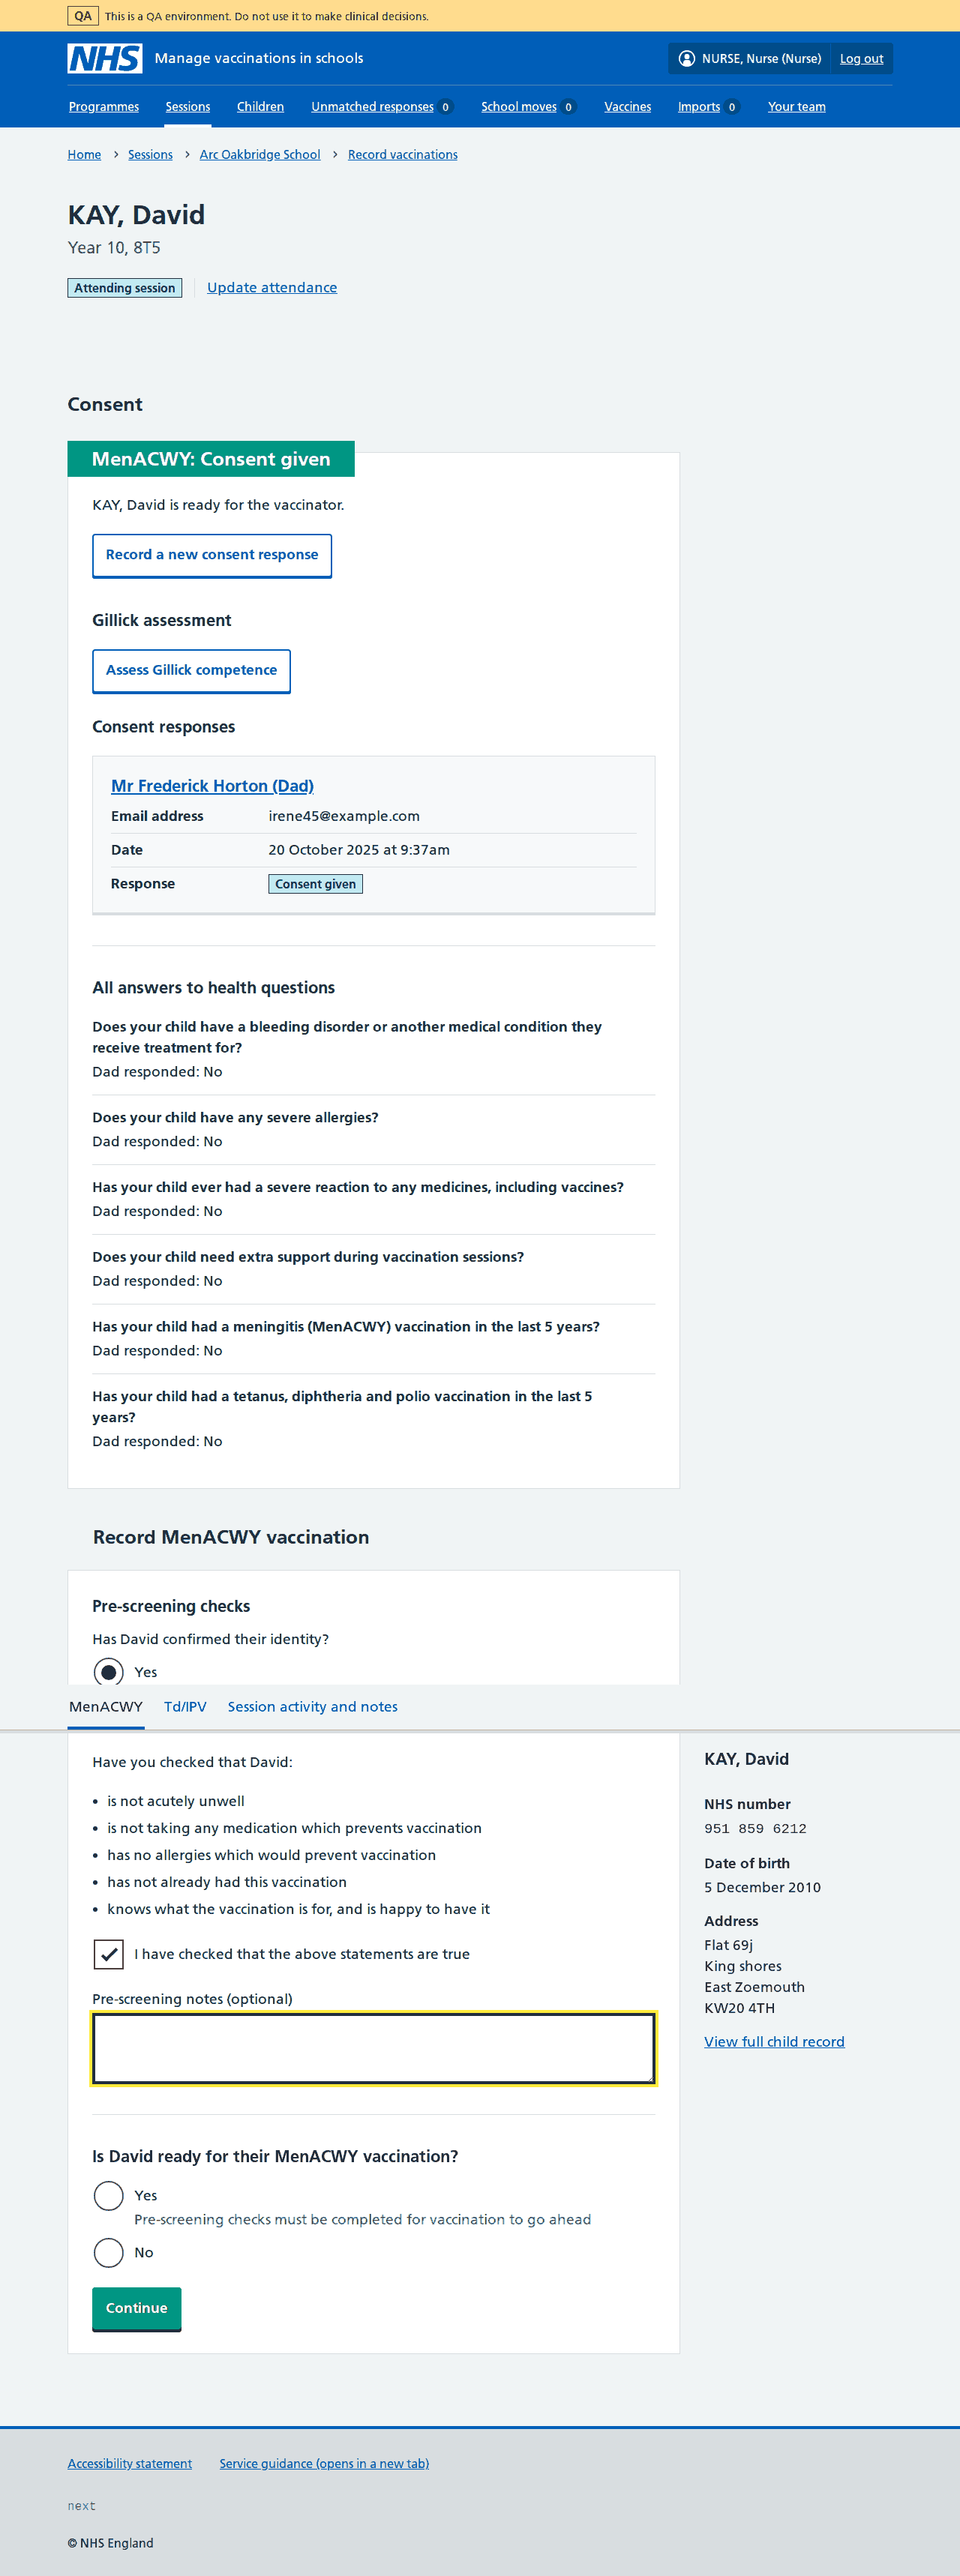 QA This is a QA environment. Do not use it to make clinical decisions.
NHS Manage vaccinations in schools NURSE, Nurse (Nurse) Log out
Programmes Sessions Children Unmatched responses 0 School moves 0 Vaccines Imports 0 Your team
Home Sessions Arc Oakbridge School Record vaccinations
KAY, David
Year 10, 8T5
Attending session Update attendance
Consent
MenACWY: Consent given
KAY, David is ready for the vaccinator.
Record a new consent response
Gillick assessment
Assess Gillick competence
Consent responses
Mr Frederick Horton (Dad)
Email address irene45@example.com
Date 20 October 2025 at 9:37am
Response Consent given
All answers to health questions
Does your child have a bleeding disorder or another medical condition they
receive treatment for?
Dad responded: No
Does your child have any severe allergies?
Dad responded: No
Has your child ever had a severe reaction to any medicines, including vaccines?
Dad responded: No
Does your child need extra support during vaccination sessions?
Dad responded: No
Has your child had a meningitis (MenACWY) vaccination in the last 5 years?
Dad responded: No
Has your child had a tetanus, diphtheria and polio vaccination in the last 5
years?
Dad responded: No
Record MenACWY vaccination
Pre-screening checks
Has David confirmed their identity?
Yes
MenACWY Td/IPV Session activity and notes
Have you checked that David:
• is not acutely unwell
• is not taking any medication which prevents vaccination
• has no allergies which would prevent vaccination
• has not already had this vaccination
• knows what the vaccination is for, and is happy to have it
I have checked that the above statements are true
Pre-screening notes (optional)
Is David ready for their MenACWY vaccination?
Yes
Pre-screening checks must be completed for vaccination to go ahead
No
Continue
KAY, David
NHS number
951 859 6212
Date of birth
5 December 2010
Address
Flat 69j
King shores
East Zoemouth
KW20 4TH
View full child record
Accessibility statement Service guidance (opens in a new tab)
next
© NHS England